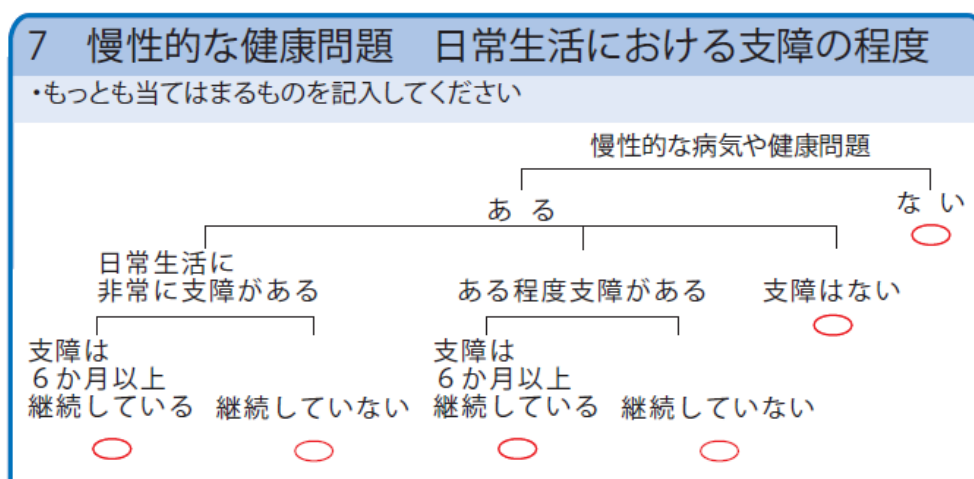 7　慢性的な健康問題　日常生活における支障の程度
・もっとも当てはまるものを記入してください
慢性的な病気や健康問題
ある
ない
日常生活に
非常に支障がある
ある程度支障がある
支障はない
支障は
６か月以上
継続している
継続していない
支障は
６か月以上
継続している
継続していない